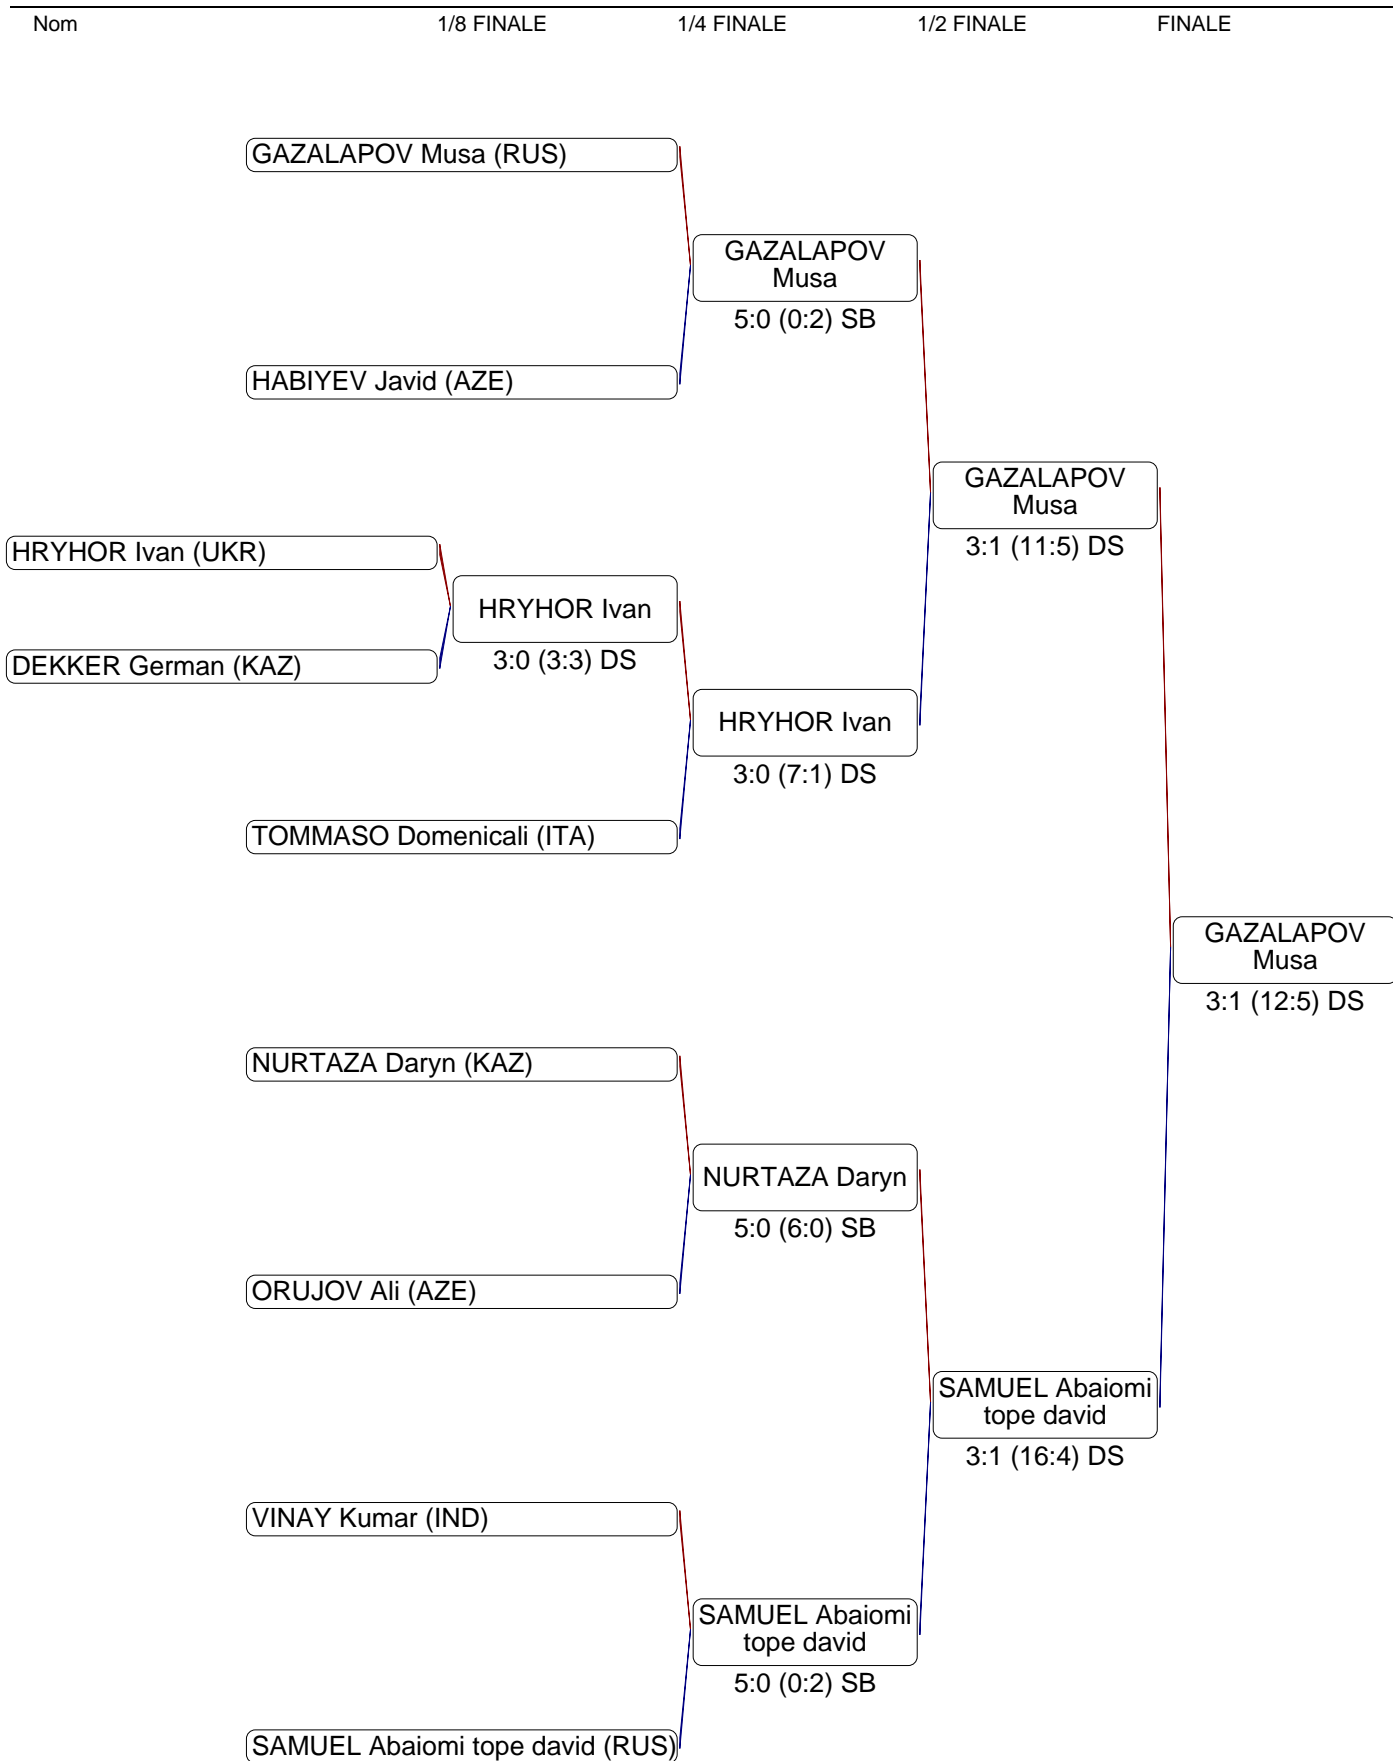 Nom 1/8 FINALE 1/4 FINALE 1/2 FINALE FINALE
GAZALAPOV Musa (RUS)
GAZALAPOV
Musa
5:0 (0:2) SB
HABIYEV Javid (AZE)
GAZALAPOV
Musa
3:1 (11:5) DS
HRYHOR Ivan (UKR)
HRYHOR Ivan
3:0 (3:3) DS
DEKKER German (KAZ)
HRYHOR Ivan
3:0 (7:1) DS
TOMMASO Domenicali (ITA)
GAZALAPOV
Musa
3:1 (12:5) DS
NURTAZA Daryn (KAZ)
NURTAZA Daryn
5:0 (6:0) SB
ORUJOV Ali (AZE)
SAMUEL Abaiomi
tope david
3:1 (16:4) DS
VINAY Kumar (IND)
SAMUEL Abaiomi
tope david
5:0 (0:2) SB
SAMUEL Abaiomi tope david (RUS)